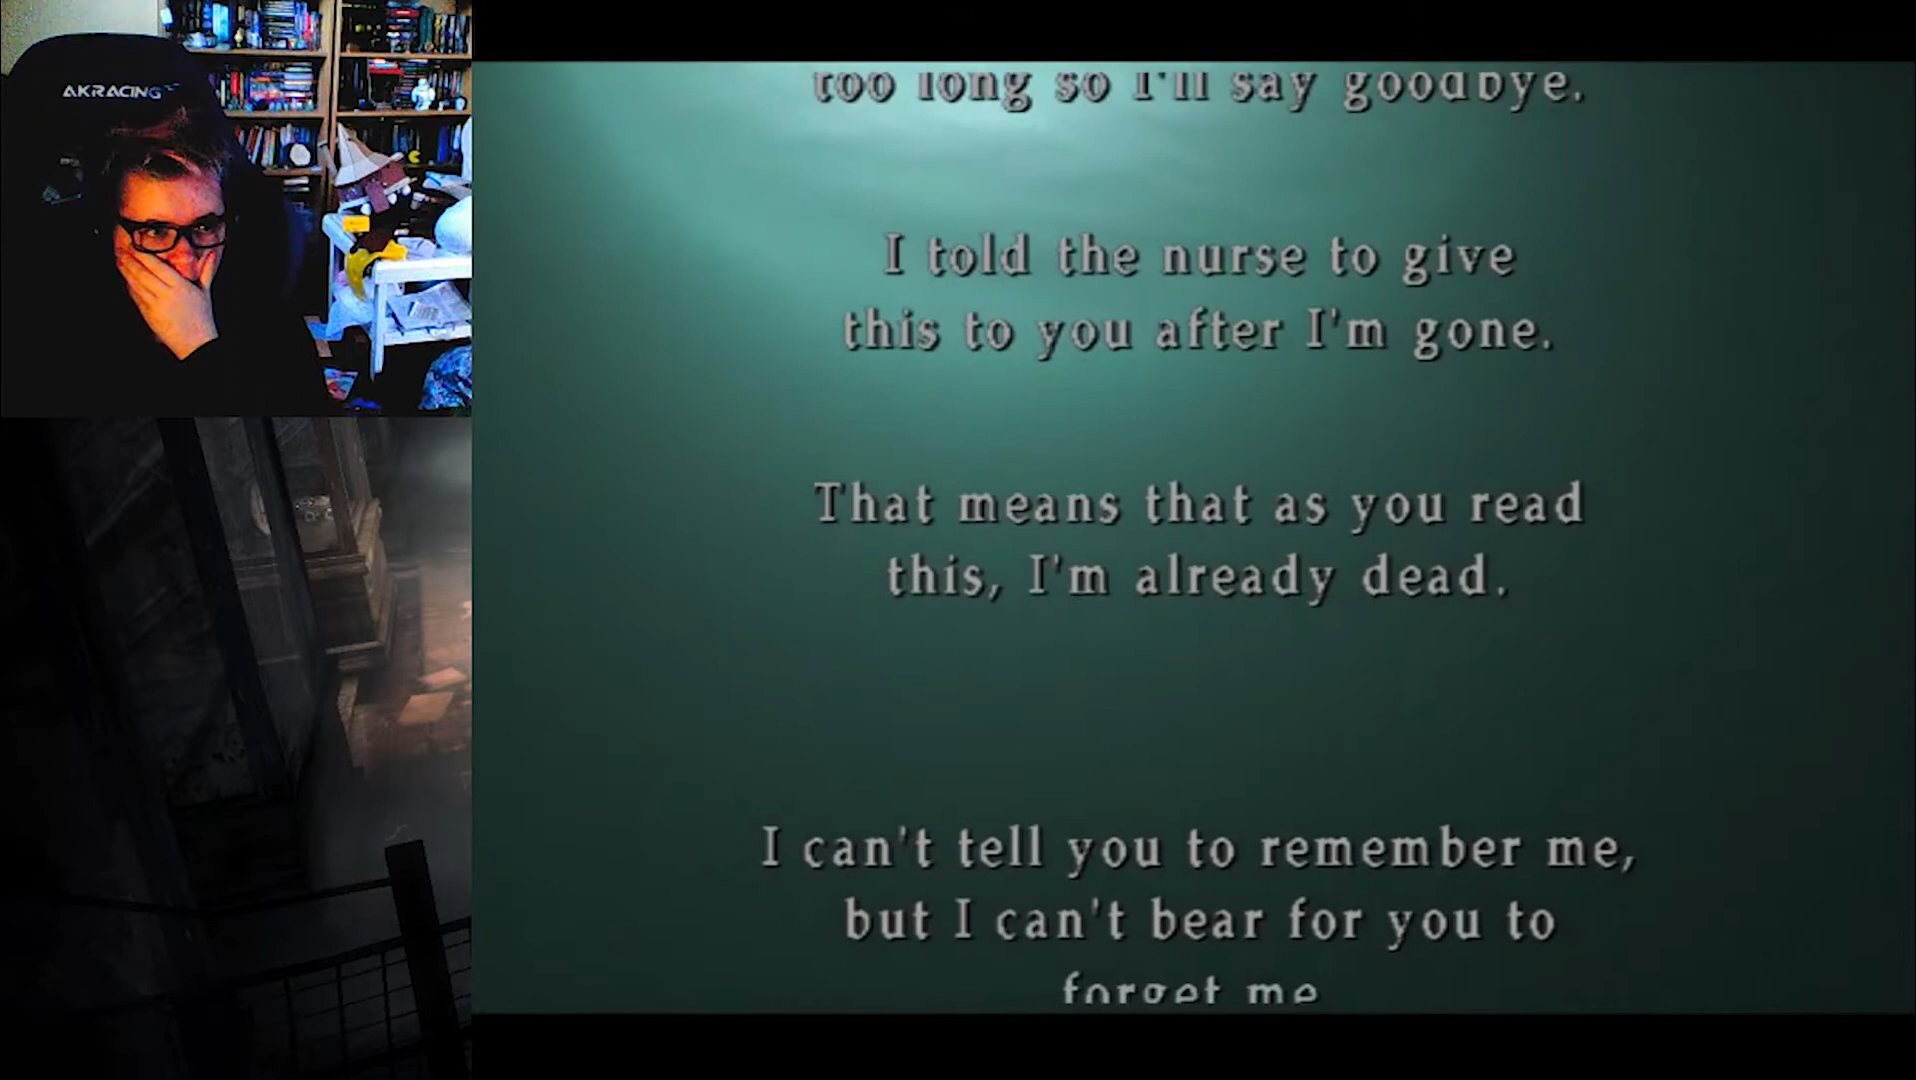 AKRACING
too long so I'll say goodbye.
I told the nurse to give
this to you after I'm gone.
That means that as you read
this, I'm already dead.
I can't tell you to remember me,
but I can't bear for you to
forget me